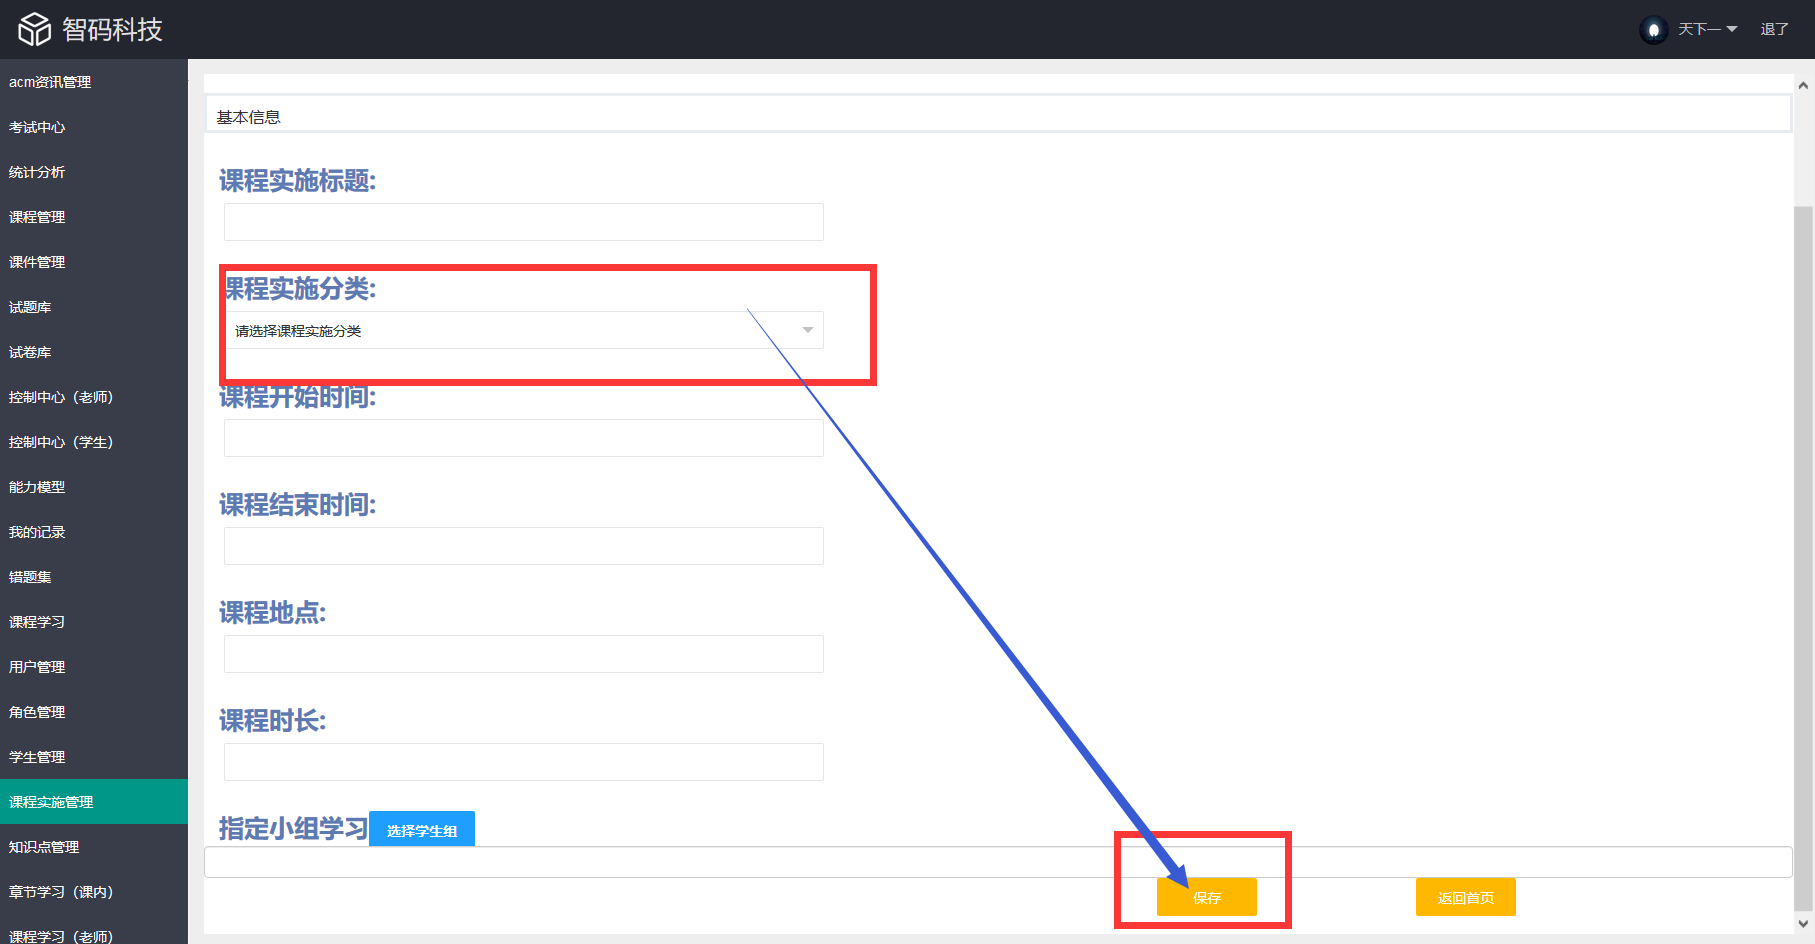 智码科技
天下一
退了
acm资讯管理
考试中心
统计分析
课程管理
课件管理
试题库
试卷库
控制中心（老师）
控制中心（学生）
能力模型
我的记录
错题集
课程学习
用户管理
角色管理
学生管理
课程实施管理
知识点管理
章节学习（课内）
课程学习（老师）
基本信息
课程实施标题:
课程实施分类:
请选择课程实施分类
课程开始时间:
课程结束时间:
课程地点:
课程时长:
指定小组学习 选择学生组
保存
返回首页